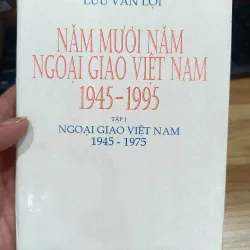 LƯU VĂN LỢI
NĂM MƯƠI NĂM
NGOẠI GIAO VIỆT NAM
1945-1995
TẬP I
NGOẠI GIAO VIỆT NAM
1945 - 1975